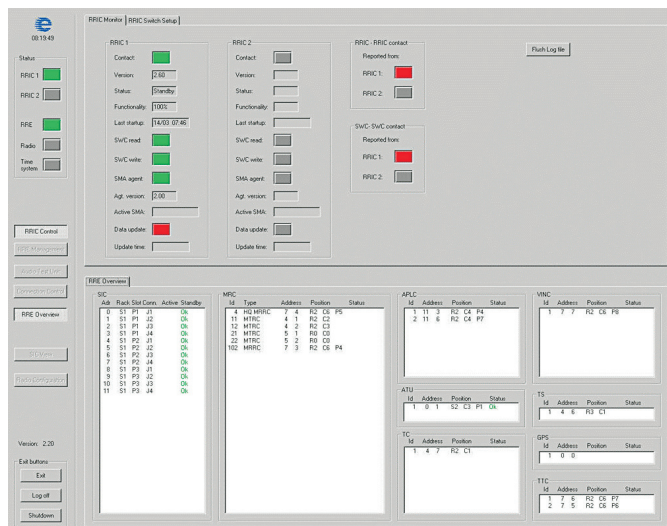 00:19:49
Status
RRIC 1
RRIC 2
RRE
Radio
Time system
RRIC Control
RRE Management
Audio Test Unit
Connection Control
RRE Overview
SIC View
Radio Configuration
Version: 2.20
Exit buttons
Exit
Log off
Shutdown
RRIC Monitor RRIC Switch Setup
RRIC 1
Contact:
Version: 2.60
Status: Standby
Functionality: 100%
Last startup: 14/03 07:46
SWC read:
SWC write:
SMA agent:
Agt. version: 2.00
Active SMA:
Data update:
Update time:
RRIC 2
Contact:
Version:
Status:
Functionality:
Last startup:
SWC read:
SWC write:
SMA agent:
Agt. version:
Active SMA:
Data update:
Update time:
RRIC - RRIC contact
Reported from:
RRIC 1:
RRIC 2:
SWC- SWC contact
Reported from:
RRIC 1:
RRIC 2:
Flush Log file
RRE Overview
SIC
Adr Rack Slot Conn. Active Standby
0 S1 P1 J1 Ok
1 S1 P1 J2 Ok
2 S1 P1 J3 Ok
3 S1 P1 J4 Ok
4 S1 P2 J1 Ok
5 S1 P2 J2 Ok
6 S1 P2 J3 Ok
7 S1 P2 J4 Ok
8 S1 P3 J1 Ok
9 S1 P3 J2 Ok
10 S1 P3 J3 Ok
11 S1 P3 J4 Ok
MRC
Id Type Address Position Status
4 HQ MRRC 7 4 R2 C6 P5
11 MTRC 4 1 R2 C2
12 MTRC 4 2 R2 C3
21 MTRC 5 1 R0 C0
22 MTRC 5 2 R0 C0
102 MRRC 7 3 R2 C6 P4
APLC
Id Address Position Status
1 11 3 R2 C4 P4
2 11 6 R2 C4 P7
ATU
Id Address Position Status
1 0 1 S2 C3 P1 Ok
TC
Id Address Position Status
1 4 7 R2 C1
VINC
Id Address Position Status
1 7 7 R2 C6 P8
TS
Id Address Position Status
1 4 6 R3 C1
GPS
Id Address Position Status
1 0 0
TTC
Id Address Position Status
1 7 6 R2 C6 P7
2 7 5 R2 C6 P6